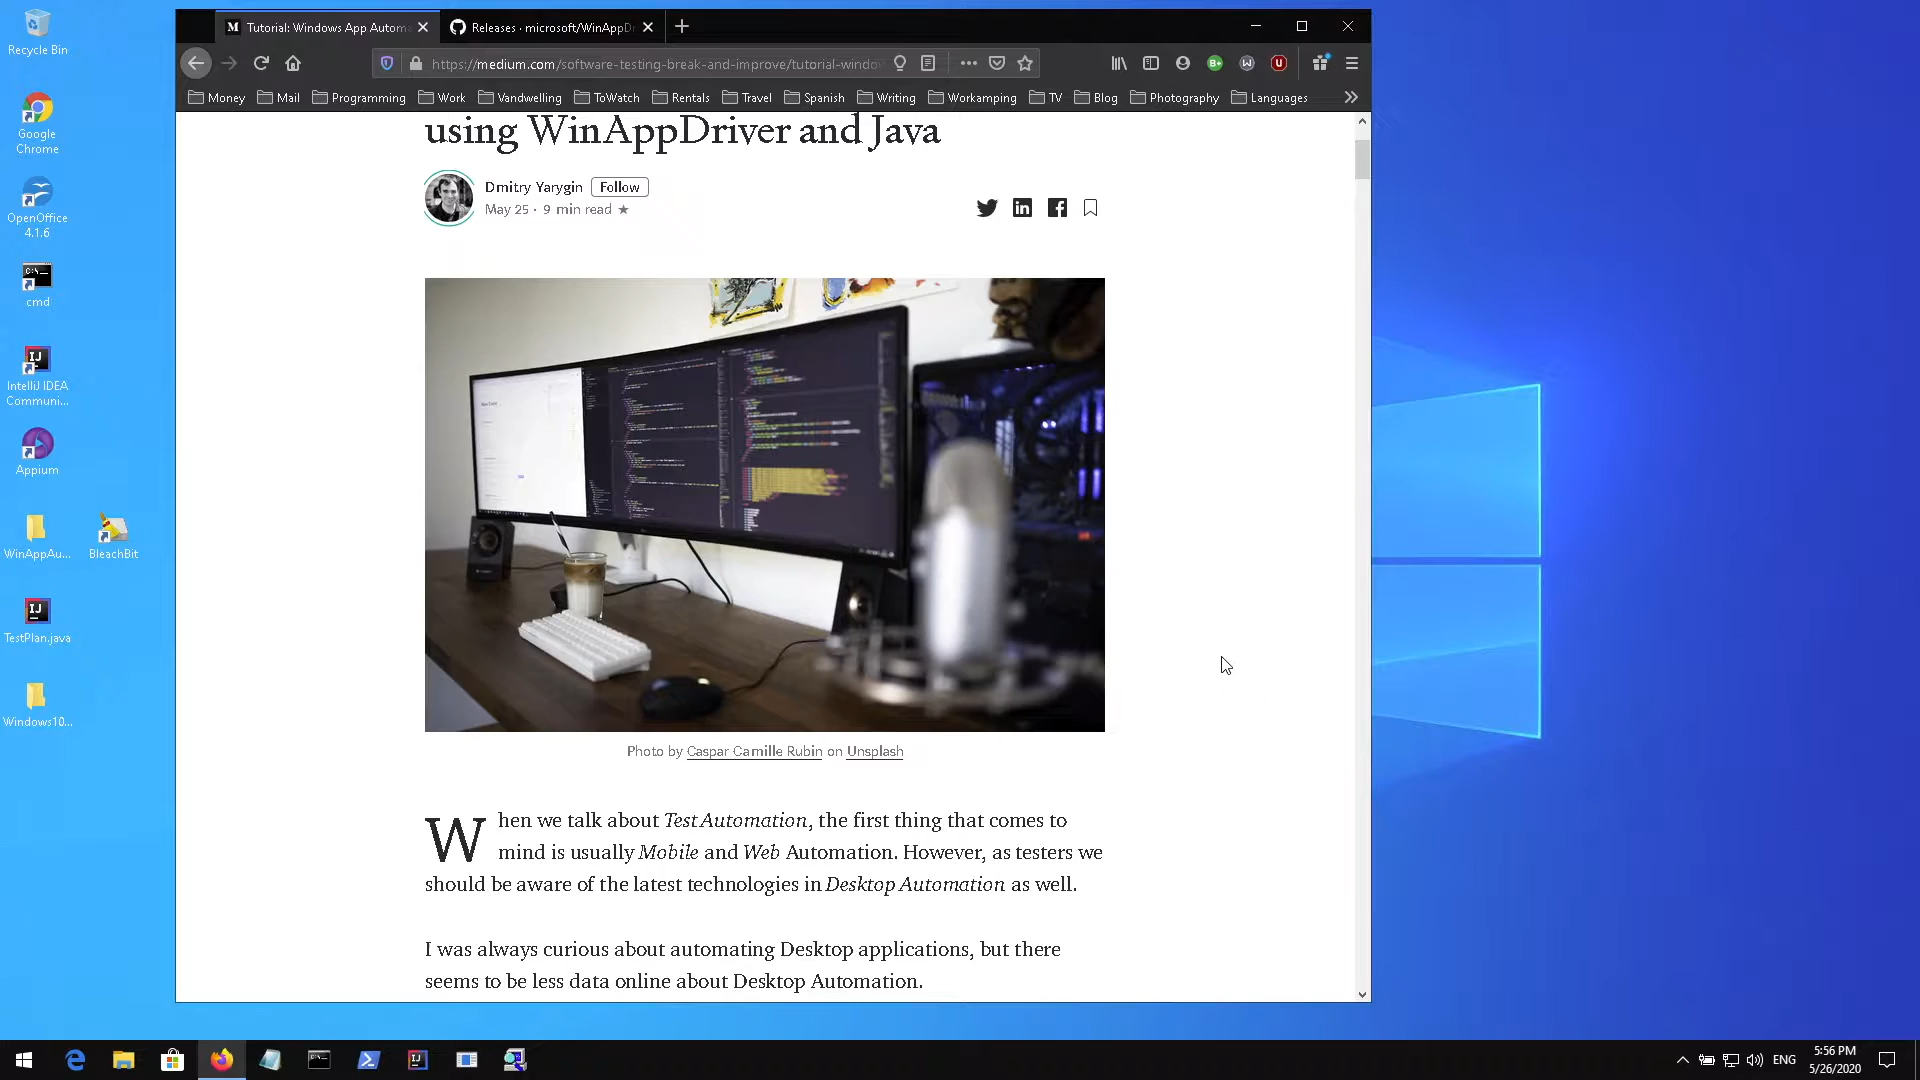 Tutorial: Windows App Autom
Releases · microsoft/WinAppDr
https://medium.com/software-testing-break-and-improve/tutorial-windo
Money Mail Programming Work Vandwelling ToWatch Rentals Travel Spanish Writing Workamping TV Blog Photography Languages
using WinAppDriver and Java
Dmitry Yarygin Follow
May 25 · 9 min read ★
Photo by Caspar Camille Rubin on Unsplash
When we talk about Test Automation, the first thing that comes to
mind is usually Mobile and Web Automation. However, as testers we
should be aware of the latest technologies in Desktop Automation as well.
I was always curious about automating Desktop applications, but there
seems to be less data online about Desktop Automation.
Recycle Bin
Google
Chrome
OpenOffice
4.1.6
cmd
IntelliJ IDEA
Communi...
Appium
WinAppAu...
BleachBit
TestPlan.java
Windows10...
ENG
5:56 PM
5/26/2020